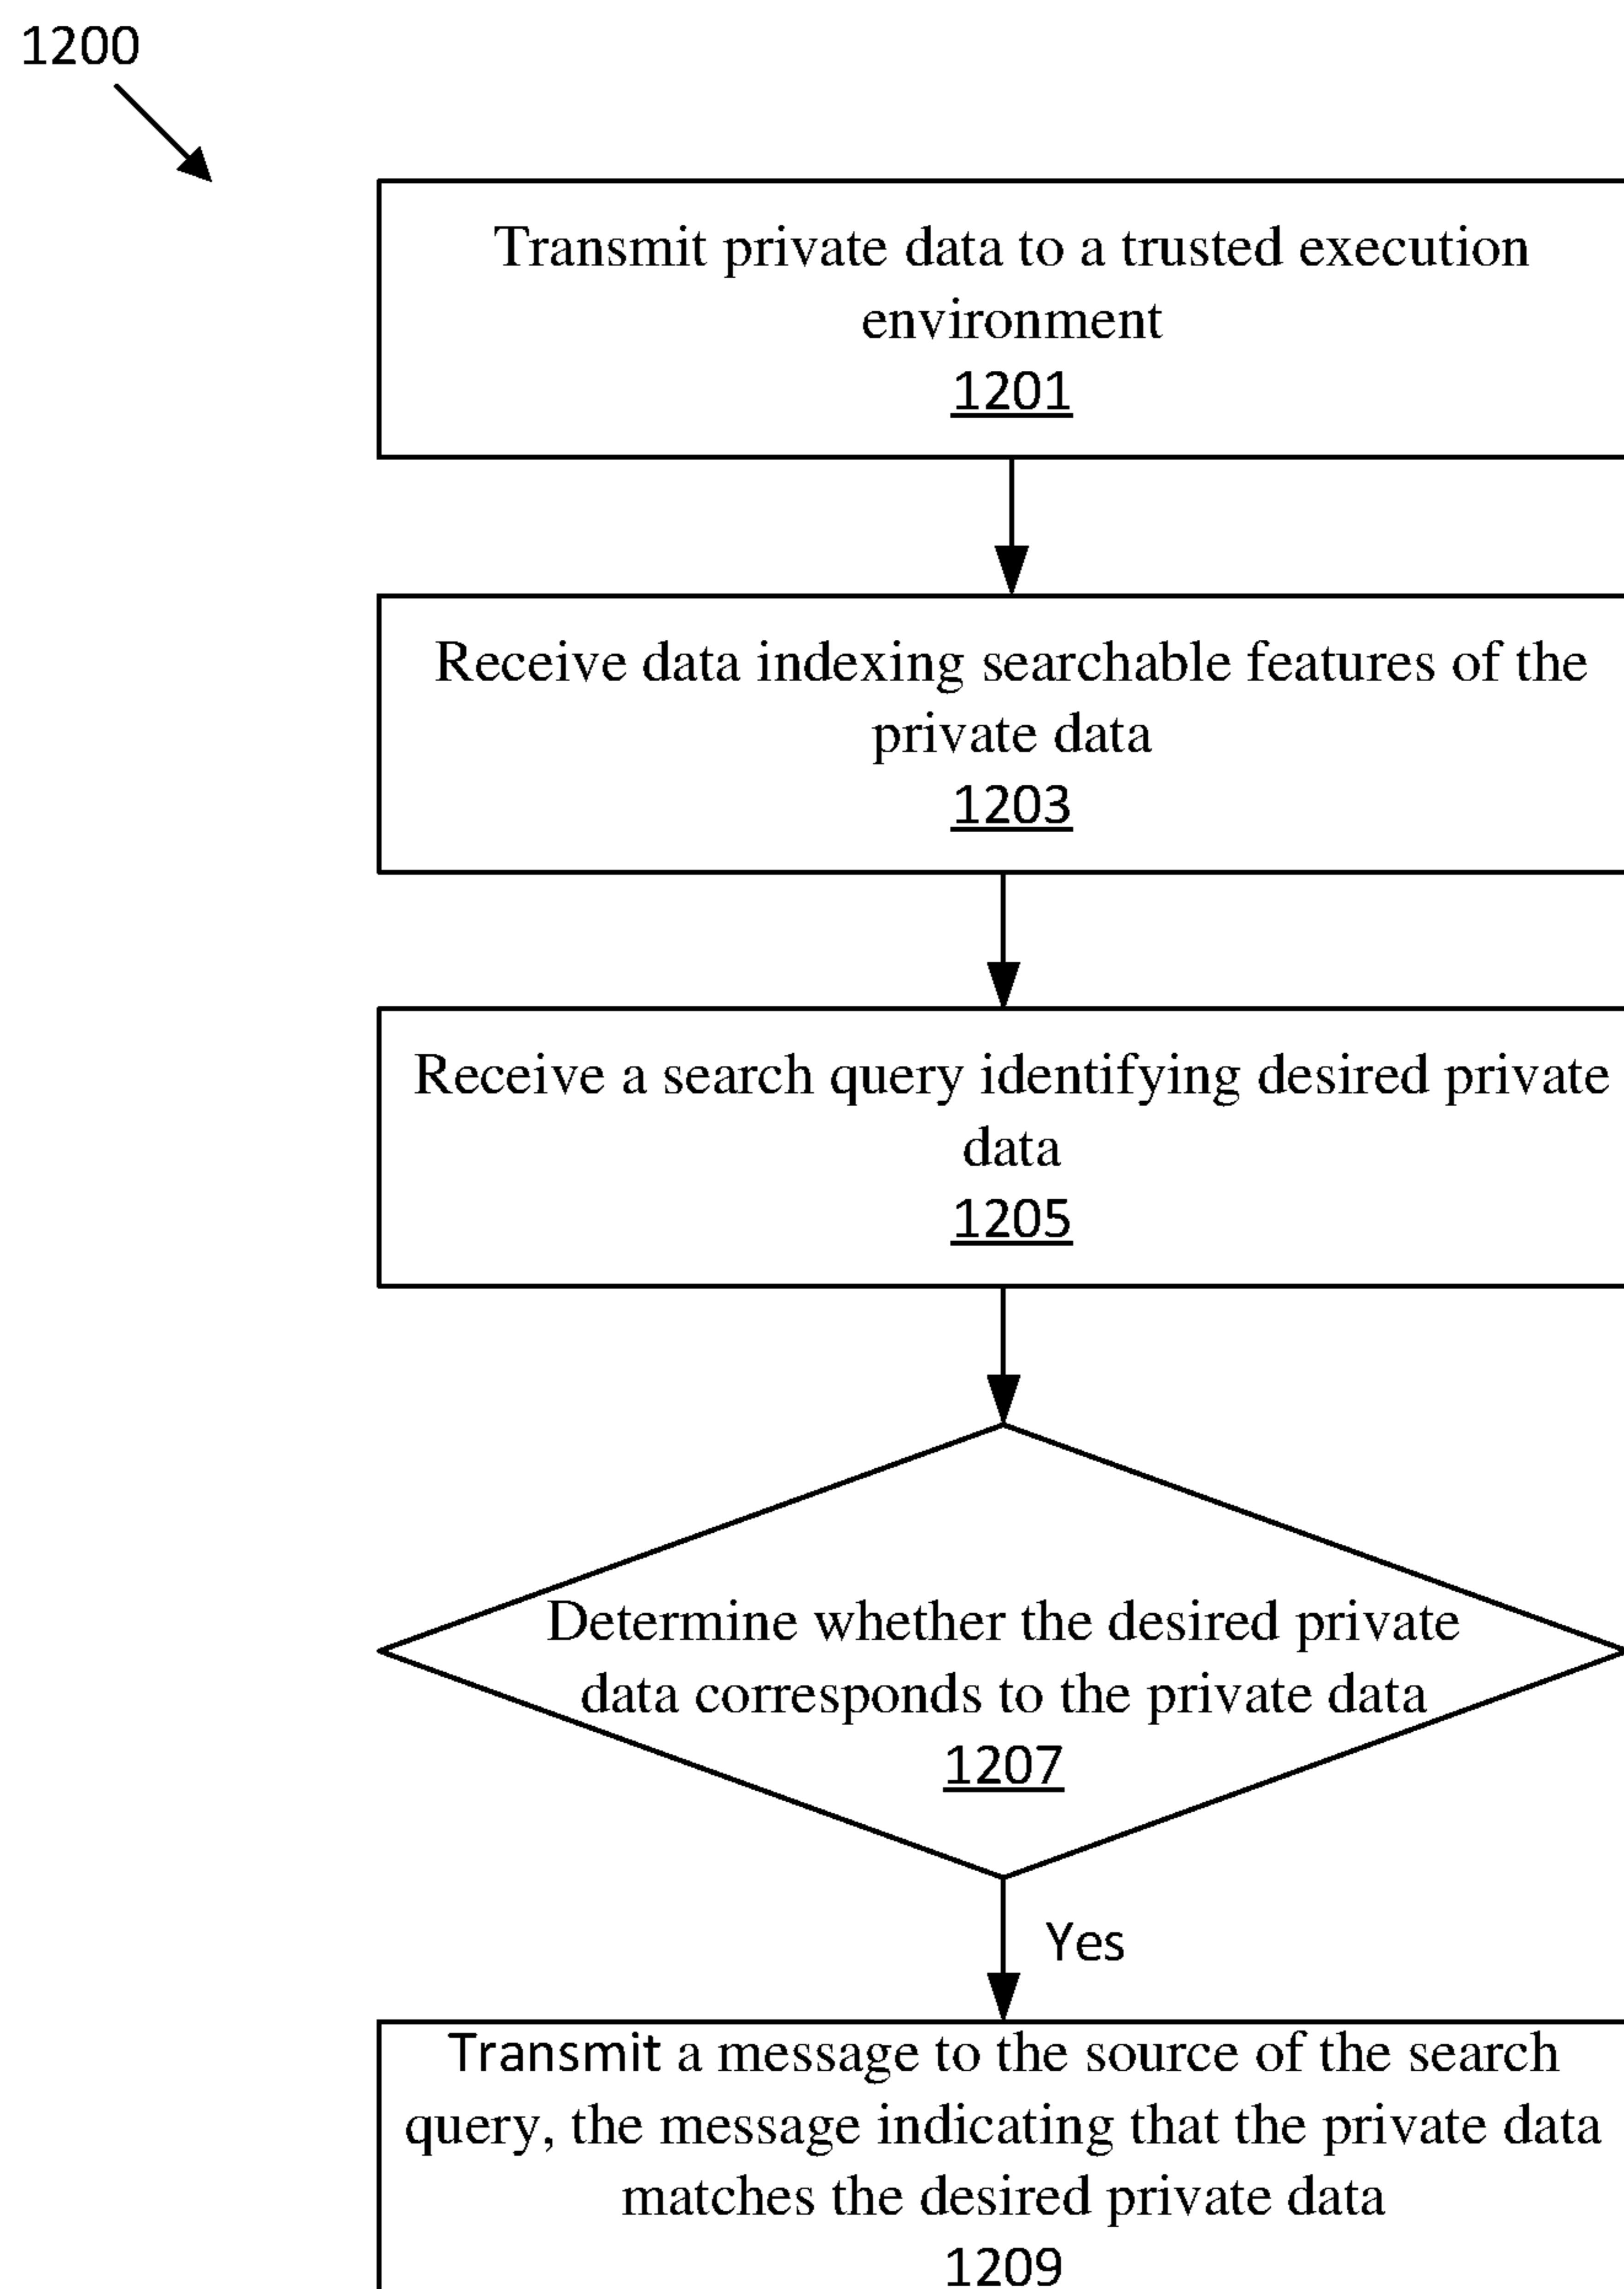 1200
Transmit private data to a trusted execution
environment
1201
Receive data indexing searchable features of the
private data
1203
Receive a search query identifying desired private
data
1205
Determine whether the desired private
data corresponds to the private data
1207
Yes
Transmit a message to the source of the search
query, the message indicating that the private data
matches the desired private data
1209